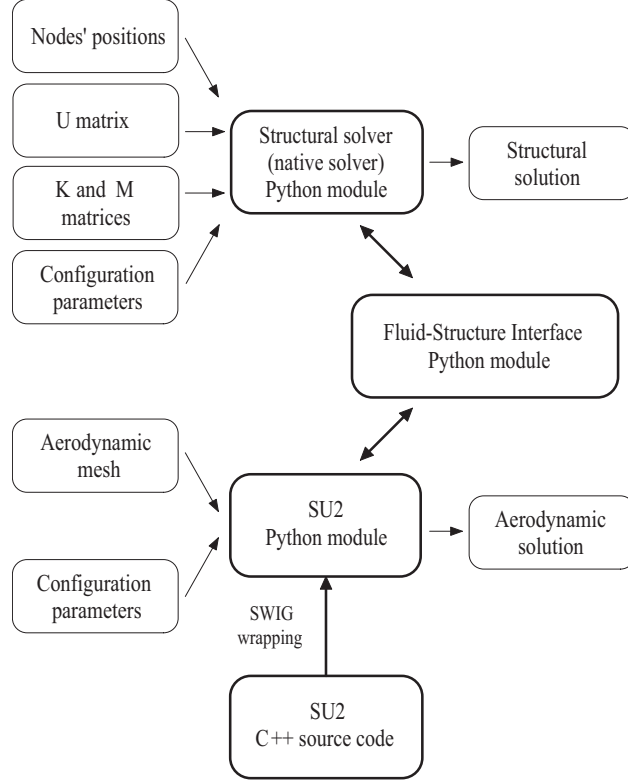 Nodes' positions
U matrix
K and M
matrices
Configuration
parameters
Structural solver
(native solver)
Python module
Structural
solution
Fluid-Structure Interface
Python module
Aerodynamic
mesh
Configuration
parameters
SU2
Python module
Aerodynamic
solution
SWIG
wrapping
SU2
C++ source code